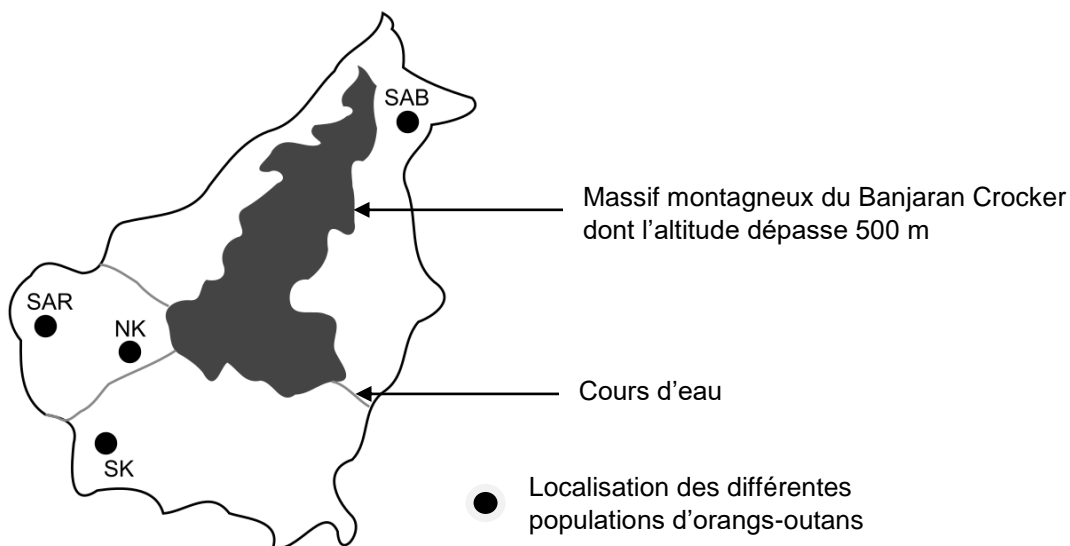 SAB
Massif montagneux du Banjaran Crocker
dont l’altitude dépasse 500 m
SAR
NK
Cours d’eau
SK
Localisation des différentes
populations d’orangs-outans